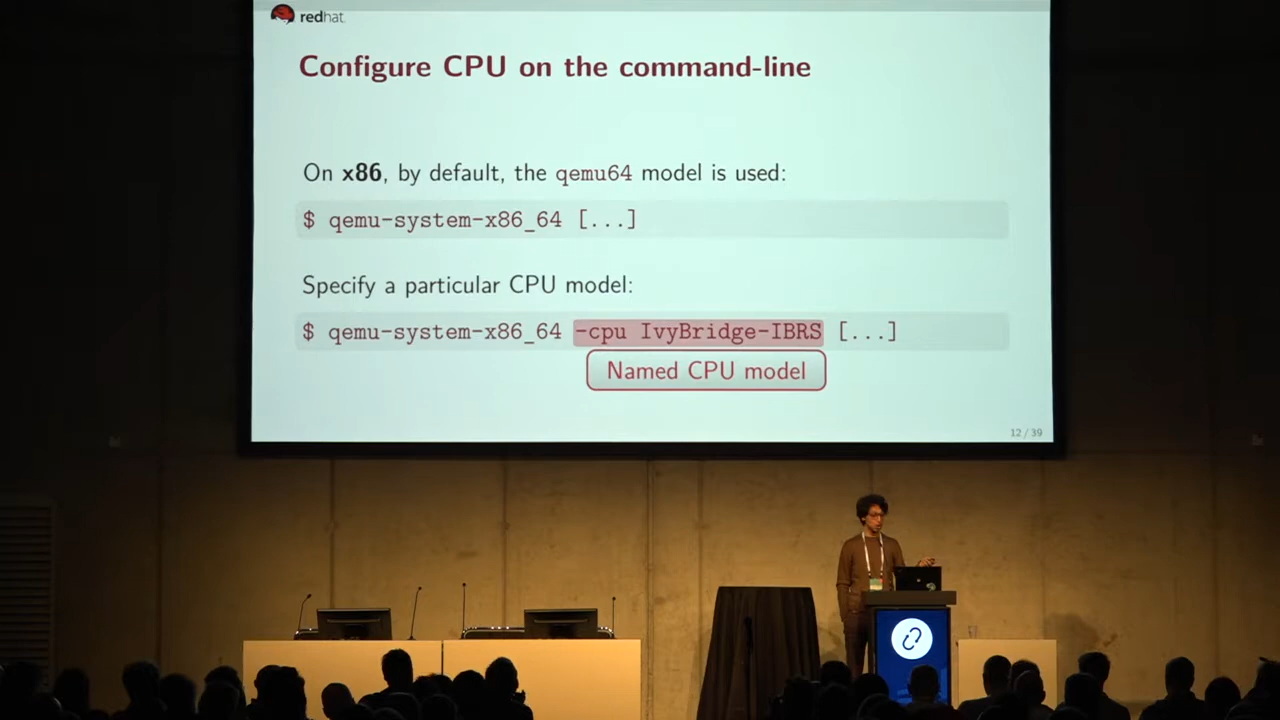 redhat.
Configure CPU on the command-line
On x86, by default, the qemu64 model is used:
$ qemu-system-x86_64 [...]
Specify a particular CPU model:
$ qemu-system-x86_64 -cpu IvyBridge-IBRS [...]
Named CPU model
12 / 39